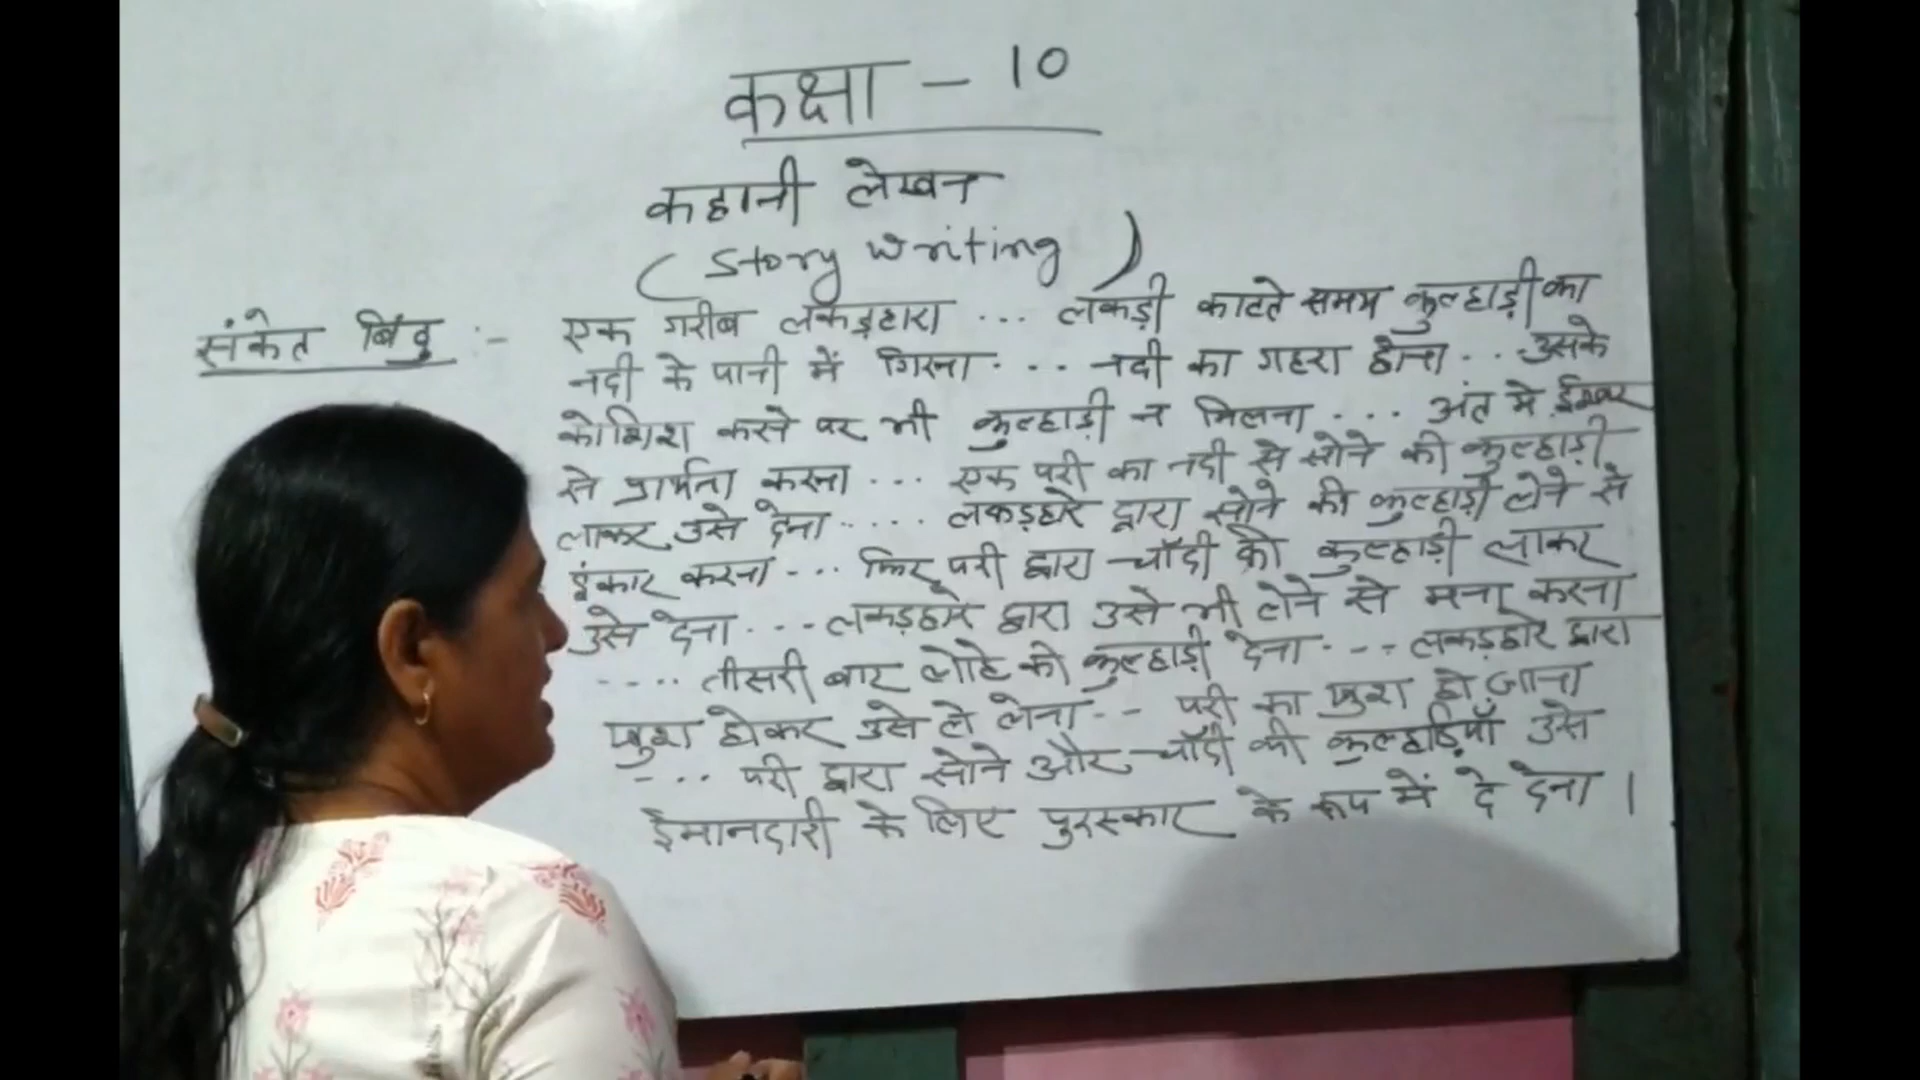 कक्षा - 10
कहानी लेखन
( Story writing )
संकेत बिंदु :- एक गरीब लकड़हारा ... लकड़ी काटते समय कुल्हाड़ी का
नदी के पानी में गिरना ... नदी का गहरा होना ... उसके
कोशिश करने पर भी कुल्हाड़ी न मिलना ... अंत मे ईश्वर
से प्रार्थना करना ... एक परी का नदी से सोने की कुल्हाड़ी
लाकर उसे देना ..... लकड़हारे द्वारा सोने की कुल्हाड़ी लेने से
इंकार करना ... फिर परी द्वारा चाँदी की कुल्हाड़ी लाकर
उसे देना ... लकड़हारे द्वारा उसे भी लेने से मना करना
..... तीसरी बार लोहे की कुल्हाड़ी देना ... लकड़हारे द्वारा
खुश होकर उसे ले लेना .. परी का खुश हो जाना
.... परी द्वारा सोने और चाँदी की कुल्हाड़ियाँ उसे
ईमानदारी के लिए पुरस्कार के रूप में दे देना ।